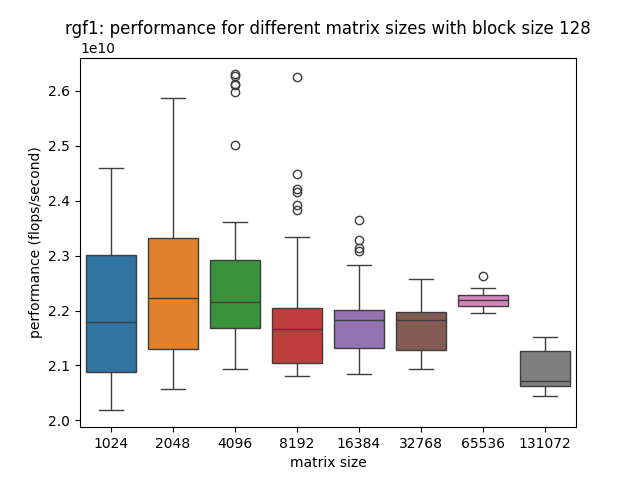 rgf1: performance for different matrix sizes with block size 128
1e10
2.6
2.5
2.4
2.3
2.2
2.1
2.0
performance (flops/second)
1024 2048 4096 8192 16384 32768 65536 131072
matrix size